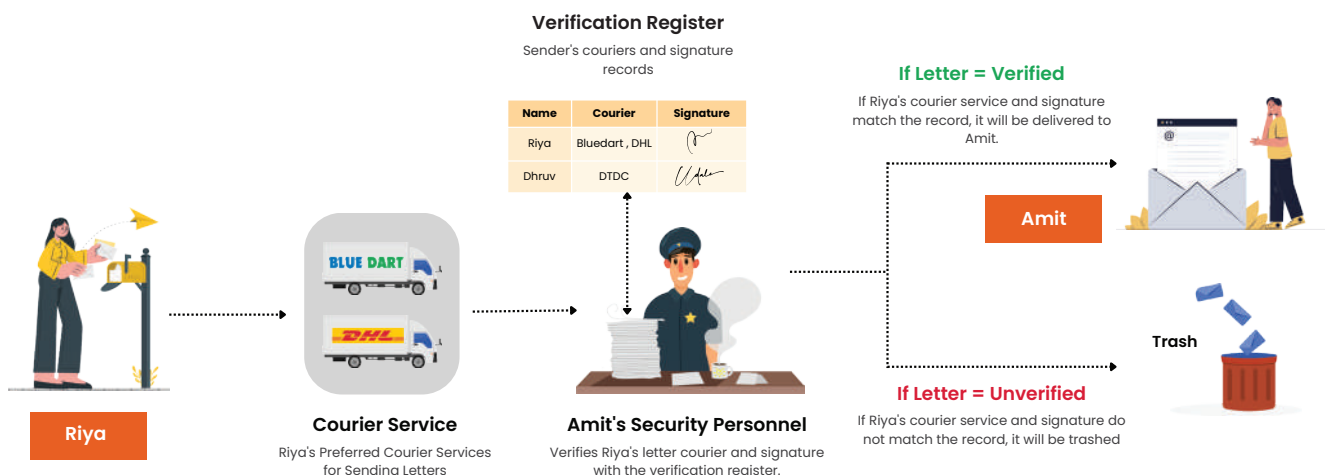 Verification Register
Sender's couriers and signature
records
Name Courier Signature
Riya Bluedart , DHL
Dhruv DTDC
If Letter = Verified
If Riya's courier service and signature
match the record, it will be delivered to
Amit.
@
Amit
BLUE DART
DHL
Trash
If Letter = Unverified
If Riya's courier service and signature do
not match the record, it will be trashed
Riya
Courier Service
Riya's Preferred Courier Services
for Sending Letters
Amit's Security Personnel
Verifies Riya's letter courier and signature
with the verification register.